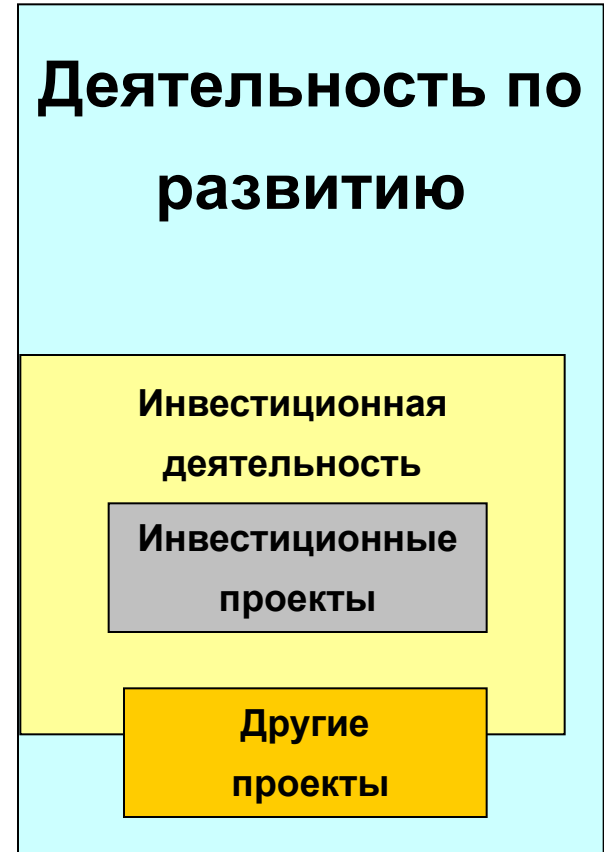 Деятельность по
развитию
Инвестиционная
деятельность
Инвестиционные
проекты
Другие
проекты